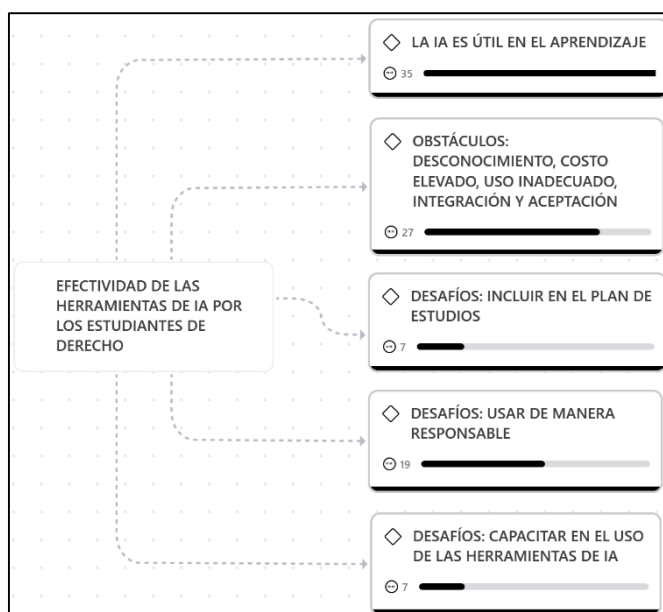 LA IA ES ÚTIL EN EL APRENDIZAJE
35
OBSTÁCULOS:
DESCONOCIMIENTO, COSTO
ELEVADO, USO INADECUADO,
INTEGRACIÓN Y ACEPTACIÓN
27
EFECTIVIDAD DE LAS
HERRAMIENTAS DE IA POR
LOS ESTUDIANTES DE
DERECHO
DESAFÍOS: INCLUIR EN EL PLAN DE
ESTUDIOS
7
DESAFÍOS: USAR DE MANERA
RESPONSABLE
19
DESAFÍOS: CAPACITAR EN EL USO
DE LAS HERRAMIENTAS DE IA
7